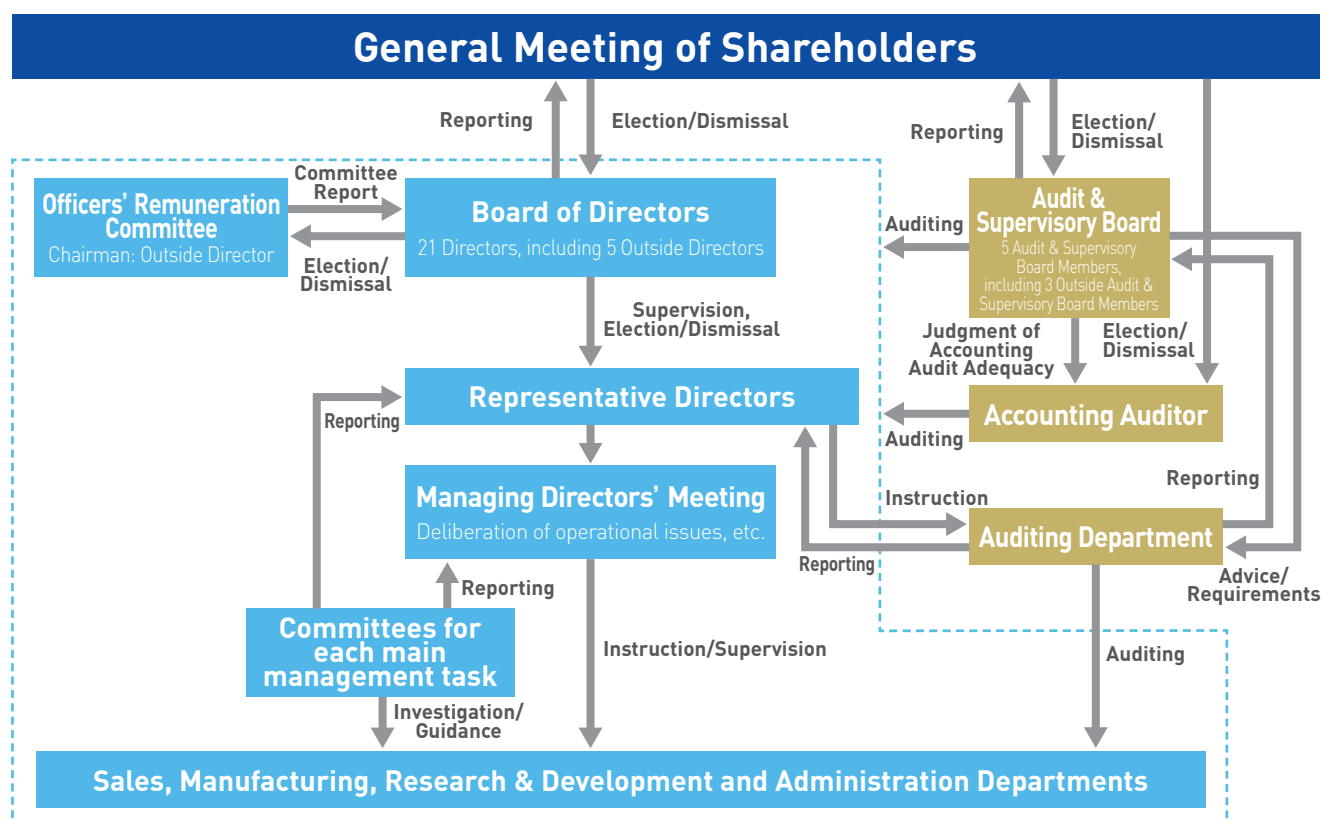 General Meeting of Shareholders
Reporting
Election/Dismissal
Reporting
Election/
Dismissal
Officers' Remuneration
Committee
Chairman: Outside Director
Committee
Report
Election/
Dismissal
Board of Directors
21 Directors, including 5 Outside Directors
Auditing
Audit &
Supervisory Board
5 Audit & Supervisory
Board Members,
including 3 Outside Audit &
Supervisory Board Members
Supervision,
Election/Dismissal
Judgment of
Accounting
Audit Adequacy
Election/
Dismissal
Representative Directors
Reporting
Accounting Auditor
Auditing
Managing Directors' Meeting
Deliberation of operational issues, etc.
Instruction
Reporting
Auditing Department
Reporting
Advice/
Requirements
Reporting
Committees for
each main
management task
Instruction/Supervision
Auditing
Investigation/
Guidance
Sales, Manufacturing, Research & Development and Administration Departments